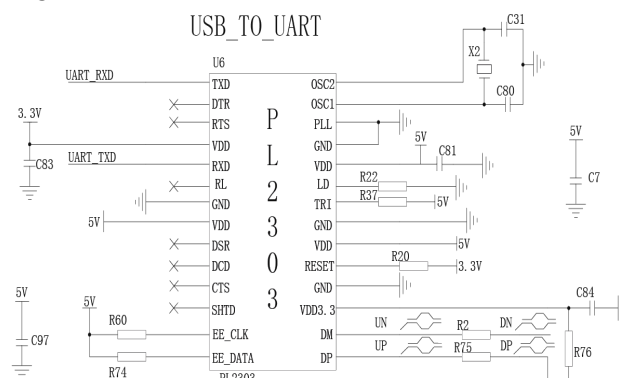 USB_TO_UART
U6
UART_RXD
TXD
DTR
RTS
3.3V
VDD
C83
UART_TXD
RXD
RL
GND
5V
VDD
DSR
DCD
CTS
SHTD
5V
C97
5V
R60
EE_CLK
R74
EE_DATA
PL2303
P
L
2
3
0
3
OSC2
OSC1
PLL
GND
VDD
LD
TRI
GND
VDD
RESET
GND
VDD3.3
DM
DP
C31
X2
C80
5V
C81
R22
R37
5V
5V
R20
3.3V
5V
C7
C84
UN
R2
DN
UP
R75
DP
R76